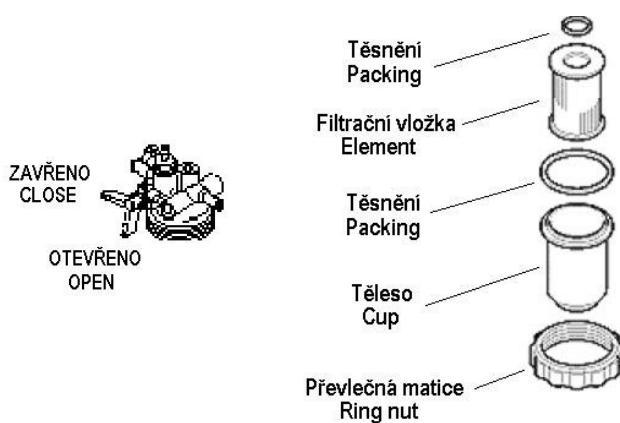 ZAVŘENO
CLOSE
OTEVŘENO
OPEN
Těsnění
Packing
Filtrační vložka
Element
Těsnění
Packing
Těleso
Cup
Převlečná matice
Ring nut